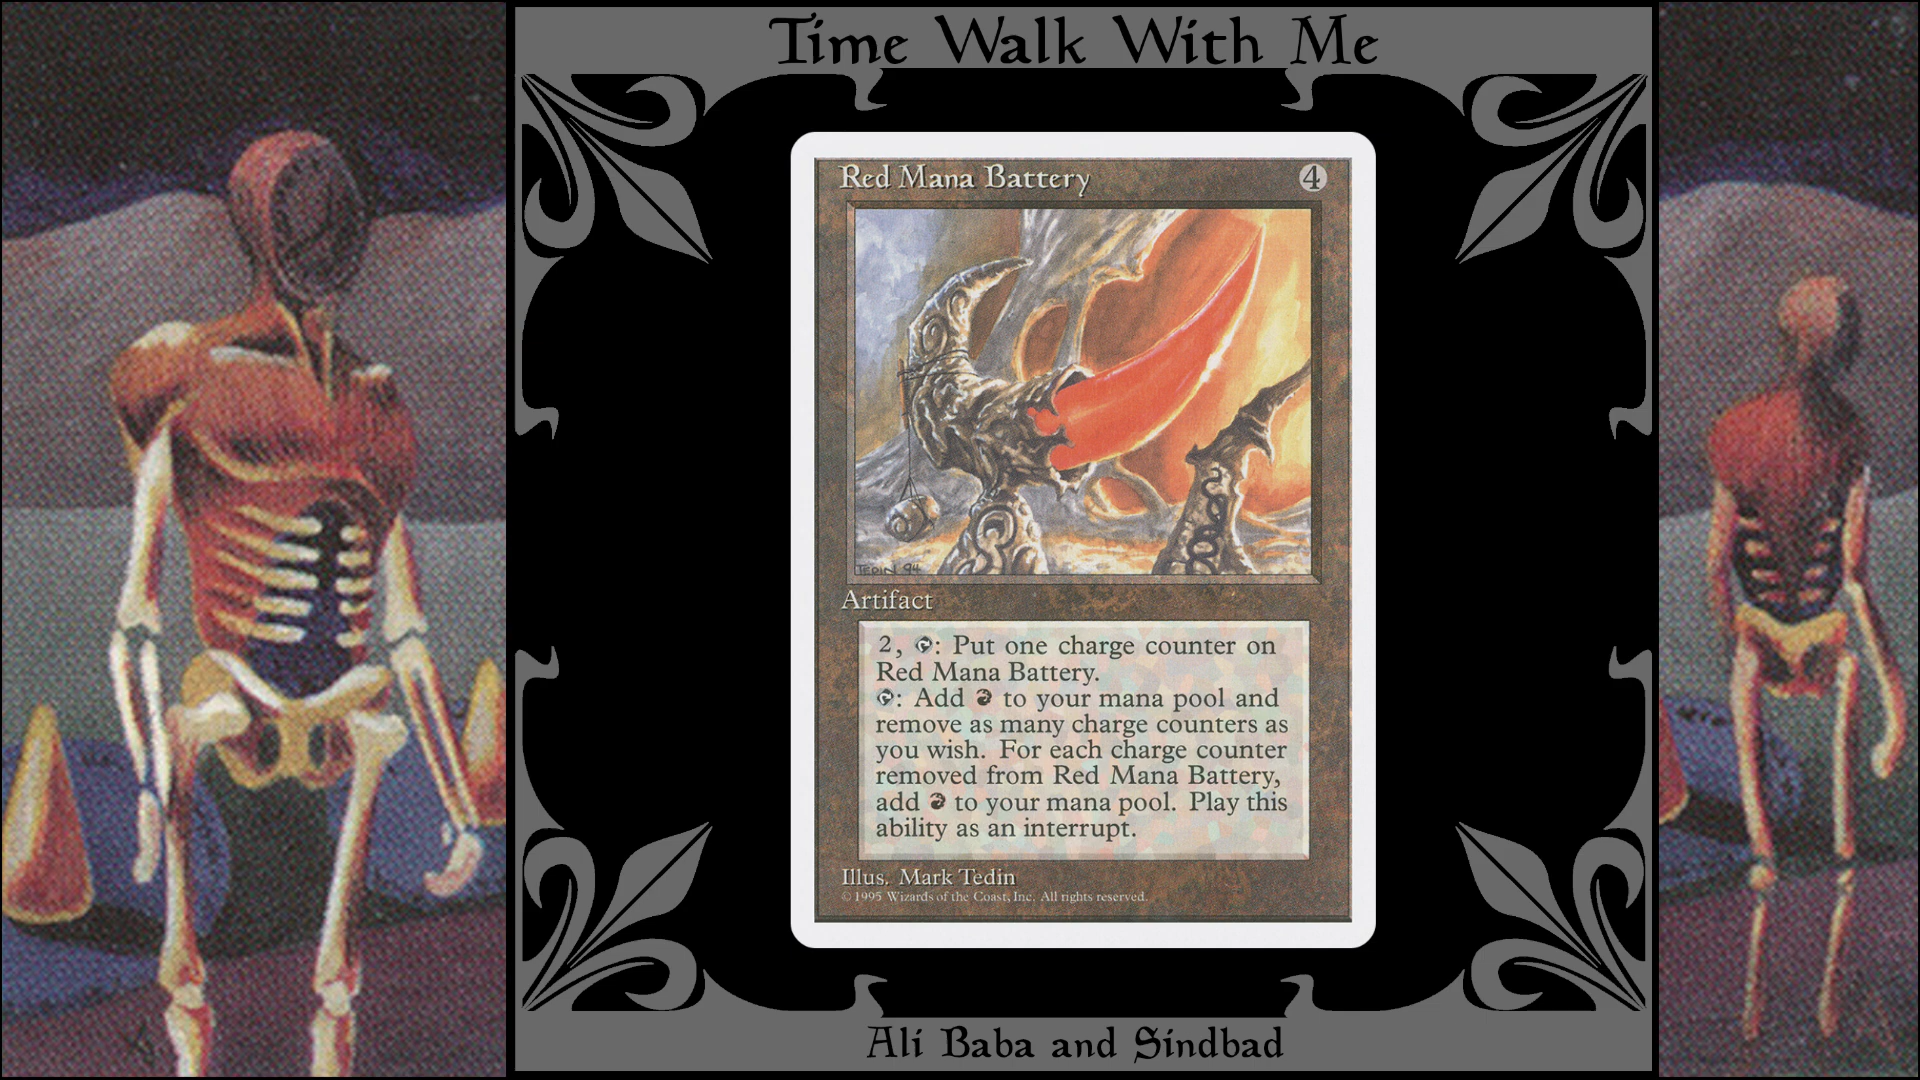 Time Walk With Me
Red Mana Battery 4
TEDIN 94
Artifact
2, : Put one charge counter on
Red Mana Battery.
: Add to your mana pool and
remove as many charge counters as
you wish. For each charge counter
removed from Red Mana Battery,
add to your mana pool. Play this
ability as an interrupt.
Illus. Mark Tedin
© 1995 Wizards of the Coast, Inc. All rights reserved.
Ali Baba and Sindbad